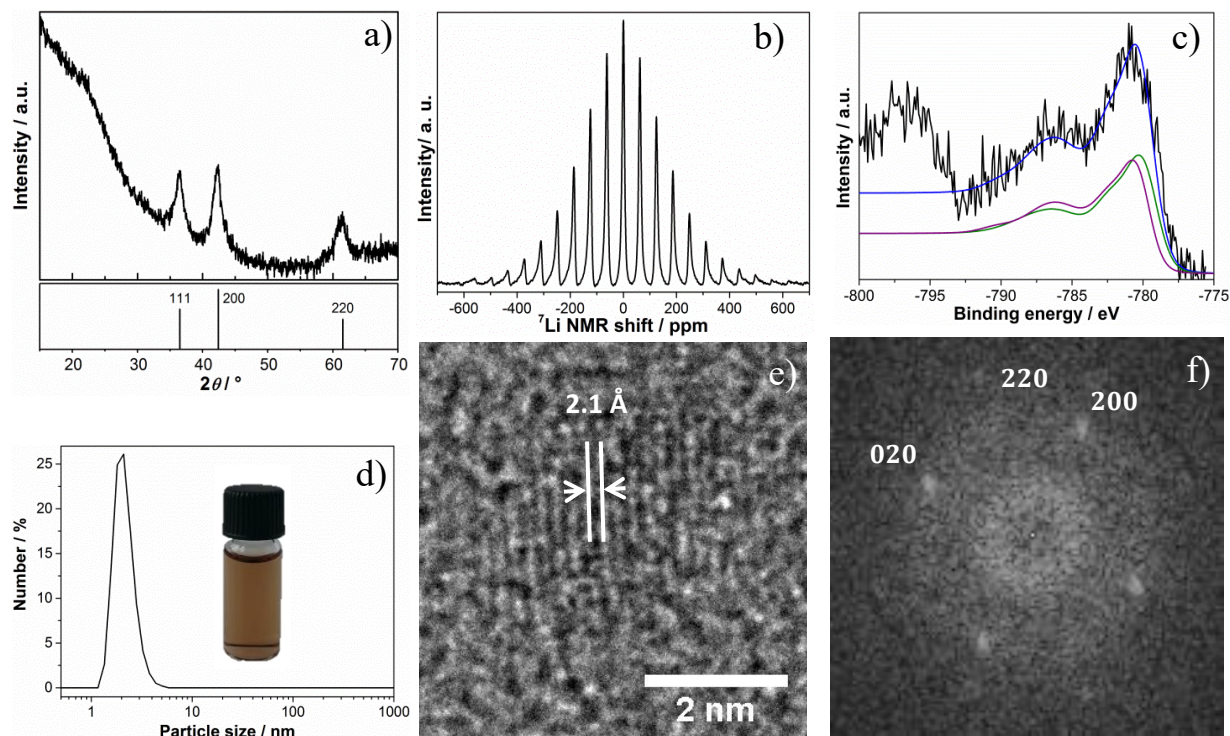 a)
Intensity / a.u.
111
200
220
20 30 40 50 60 70
2θ / °
b)
Intensity/ a. u.
-600 -400 -200 0 200 400 600
⁷Li NMR shift / ppm
c)
Intensity / a.u.
-800 -795 -790 -785 -780 -775
Binding energy / eV
d)
Number / %
25
20
15
10
5
0
1 10 100 1000
Particle size / nm
e)
2.1 Å
2 nm
f)
220
200
020